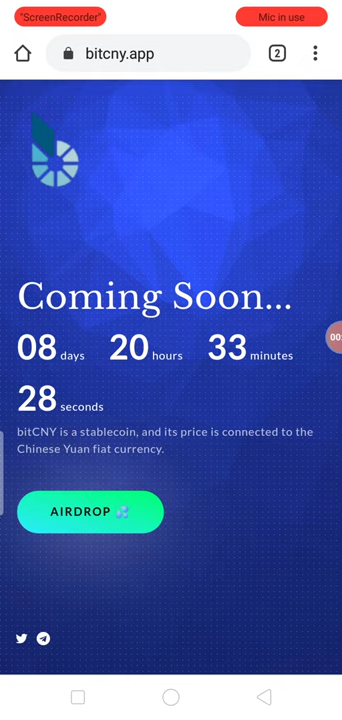 "ScreenRecorder"
Mic in use
bitcny.app
2
Coming Soon...
08 days 20 hours 33 minutes
28 seconds
bitCNY is a stablecoin, and its price is connected to the
Chinese Yuan fiat currency.
AIRDROP 💦